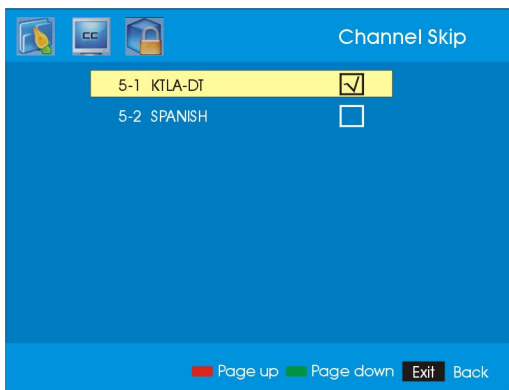 CC Channel Skip
5-1 KTLA-DT
5-2 SPANISH
Page up Page down Exit Back